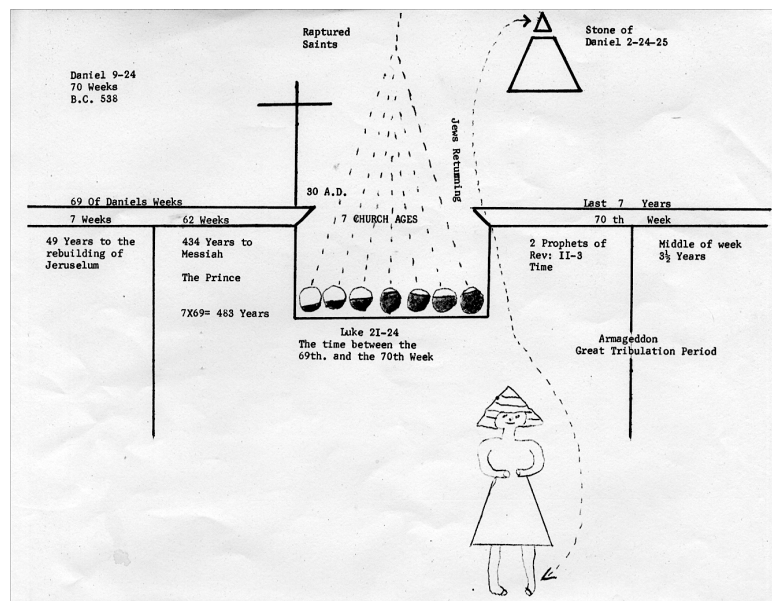 Raptured
Saints
Stone of
Daniel 2-24-25
Daniel 9-24
70 Weeks
B.C. 538
Jews Retunning
30 A.D.
69 Of Daniels Weeks
Last 7 Years
7 Weeks
62 Weeks
7 CHURCH AGES
70 th Week
49 Years to the
rebuilding of
Jeruselum
434 Years to
Messiah
The Prince
7X69= 483 Years
2 Prophets of
Rev: II-3
Time
Middle of week
3½ Years
Luke 2I-24
The time between the
69th. and the 70th Week
Armageddon
Great Tribulation Period